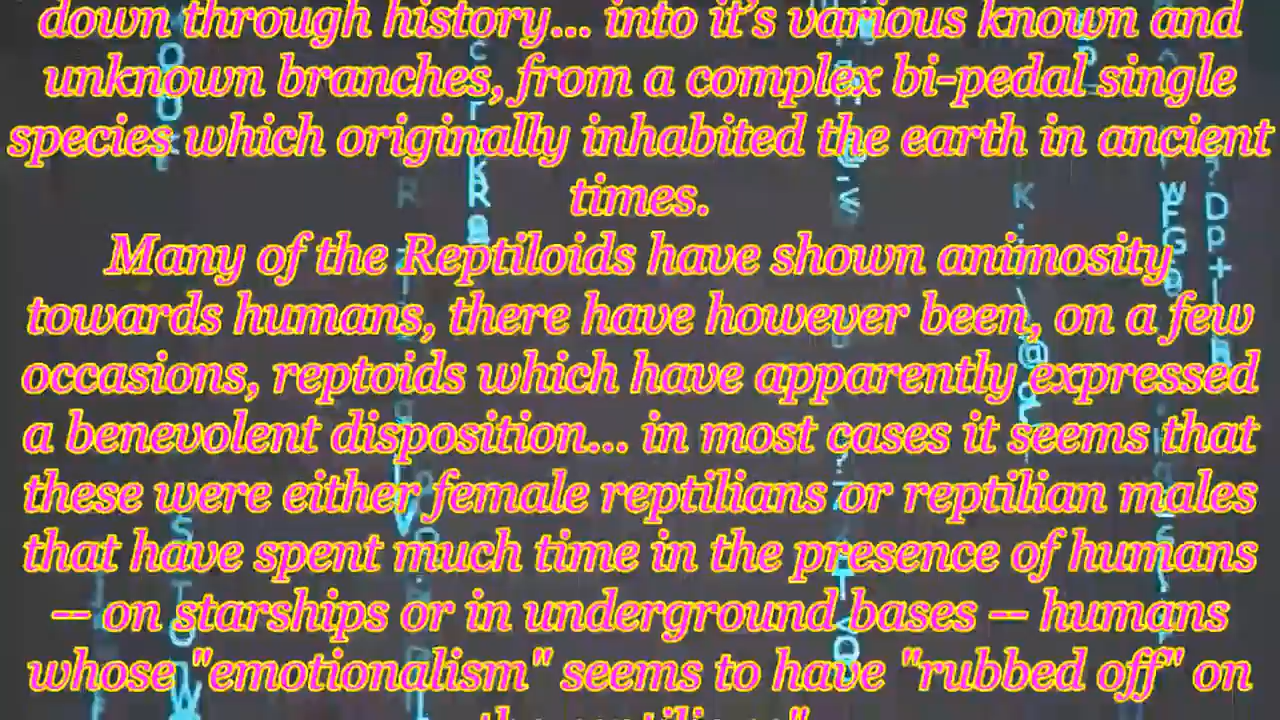 down through history... into it's various known and
unknown branches, from a complex bi-pedal single
species which originally inhabited the earth in ancient
times.
Many of the Reptiloids have shown animosity
towards humans, there have however been, on a few
occasions, reptoids which have apparently expressed
a benevolent disposition... in most cases it seems that
these were either female reptilians or reptilian males
that have spent much time in the presence of humans
-- on starships or in underground bases -- humans
whose "emotionalism" seems to have "rubbed off" on